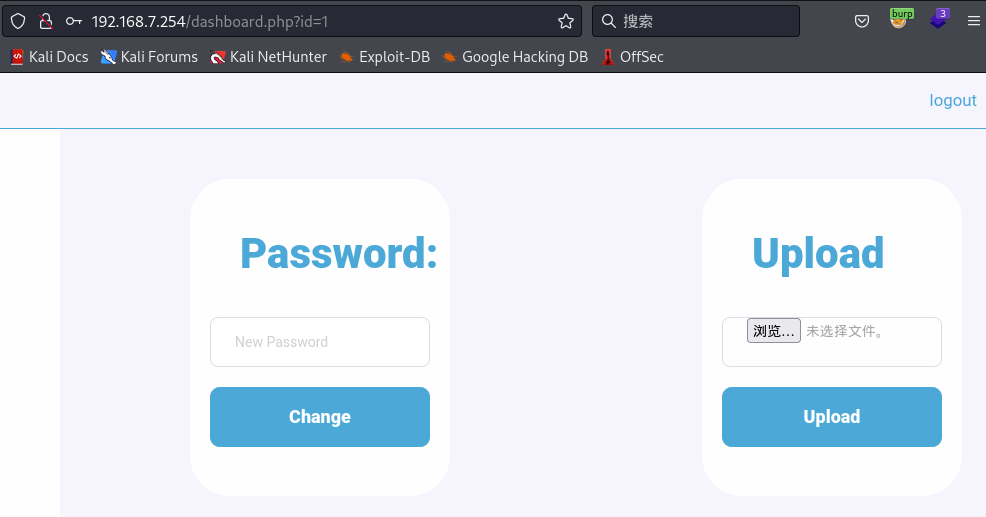 192.168.7.254/dashboard.php?id=1
搜索
burp
3
Kali Docs
Kali Forums
Kali NetHunter
Exploit-DB
Google Hacking DB
OffSec
logout
Password:
New Password
Change
Upload
浏览… 未选择文件。
Upload